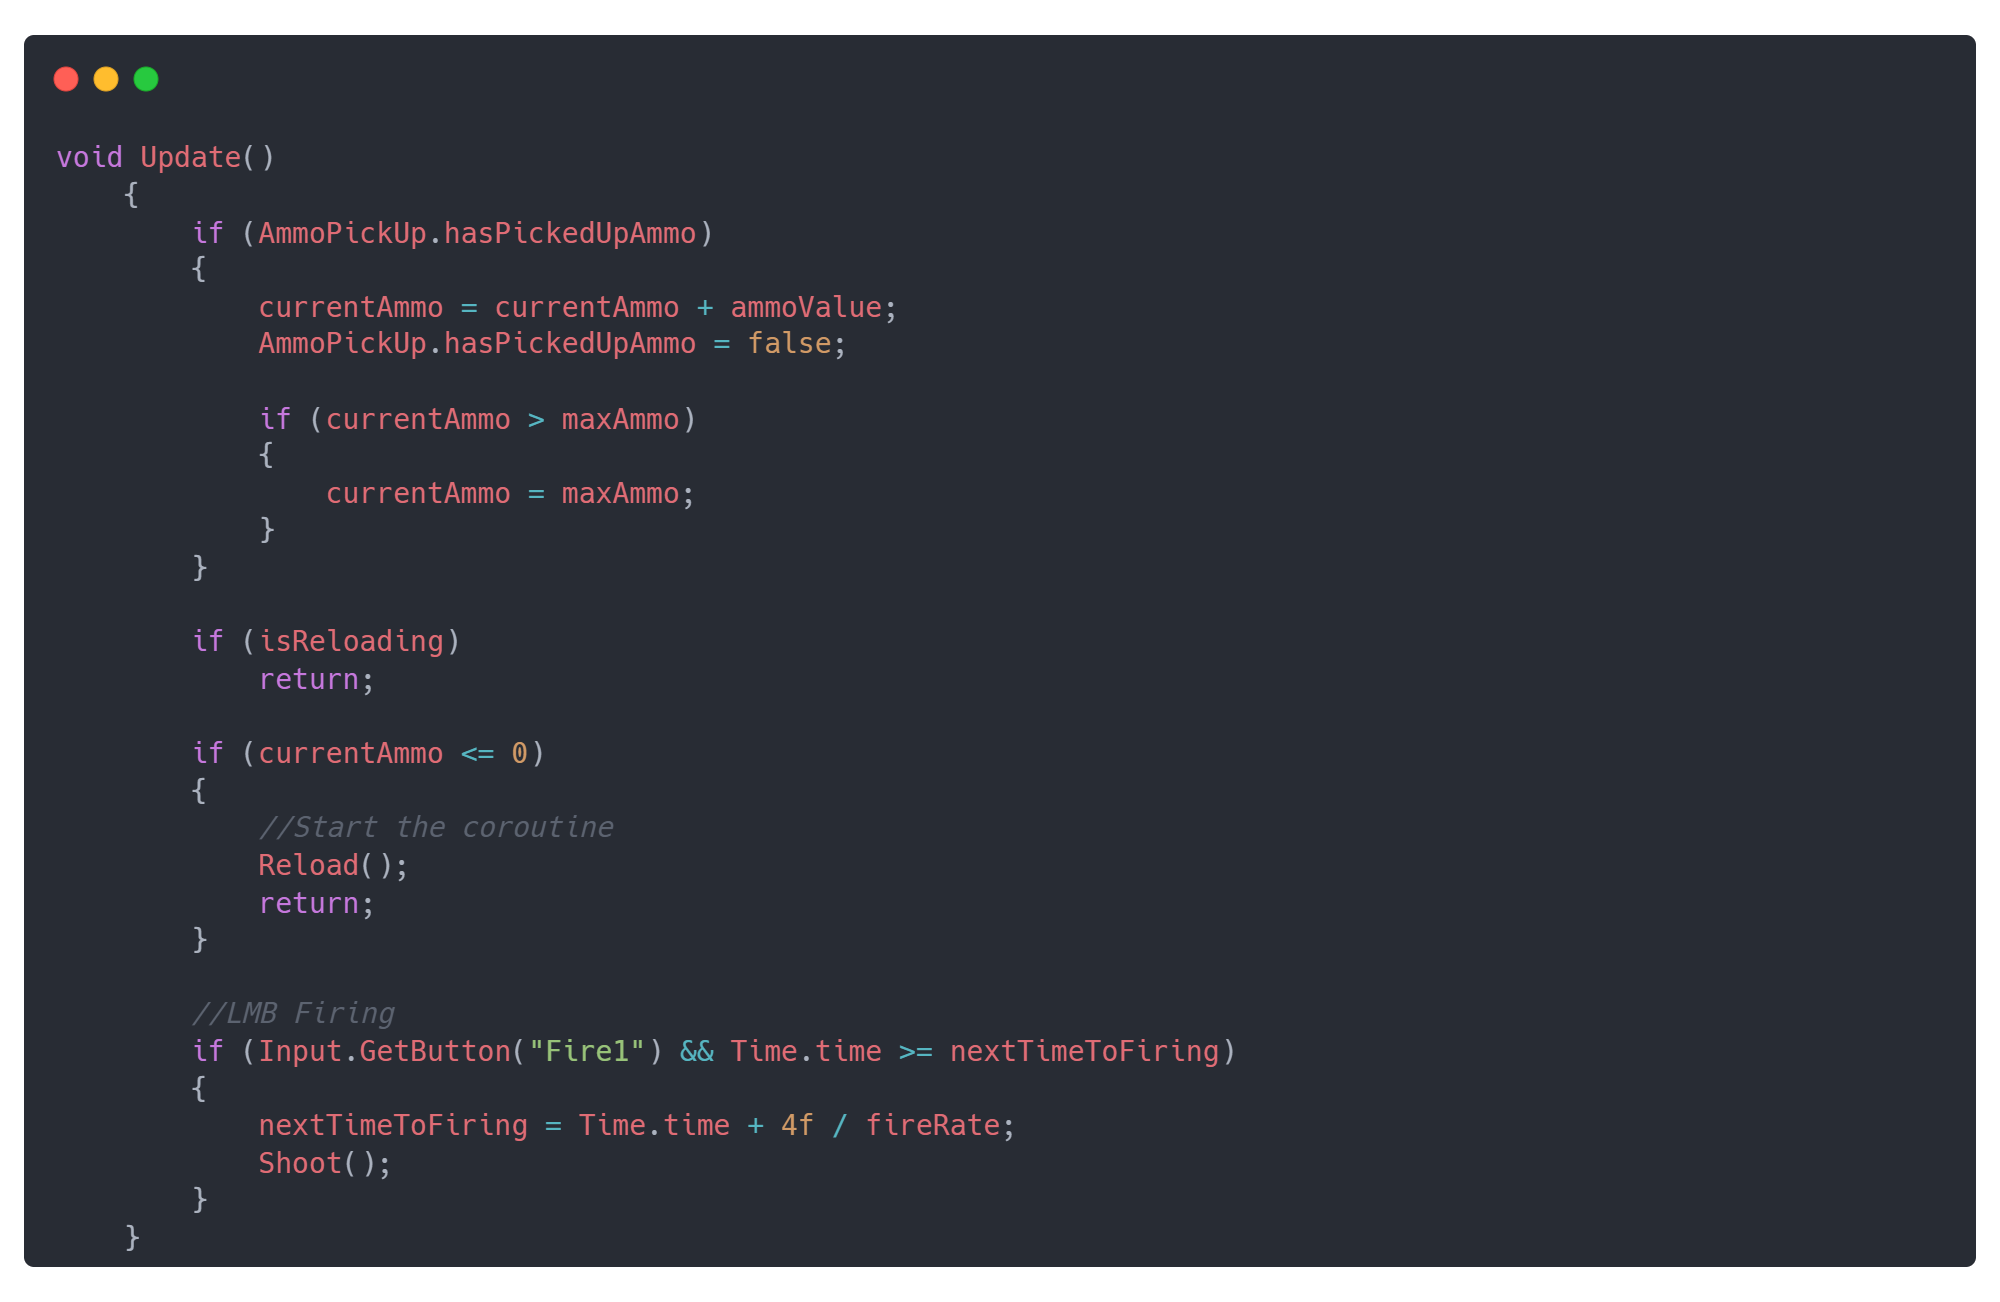 void Update()
    {
        if (AmmoPickUp.hasPickedUpAmmo)
        {
            currentAmmo = currentAmmo + ammoValue;
            AmmoPickUp.hasPickedUpAmmo = false;

            if (currentAmmo > maxAmmo)
            {
                currentAmmo = maxAmmo;
            }
        }

        if (isReloading)
            return;

        if (currentAmmo <= 0)
        {
            //Start the coroutine
            Reload();
            return;
        }

        //LMB Firing
        if (Input.GetButton("Fire1") && Time.time >= nextTimeToFiring)
        {
            nextTimeToFiring = Time.time + 4f / fireRate;
            Shoot();
        }
    }